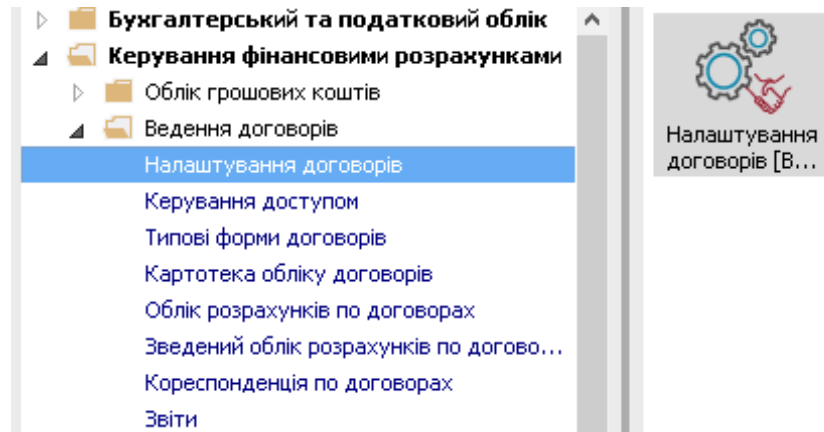 Бухгалтерський та податковий облік
Керування фінансовими розрахунками
Облік грошових коштів
Ведення договорів
Налаштування договорів
Керування доступом
Типові форми договорів
Картотека обліку договорів
Облік розрахунків по договорах
Зведений облік розрахунків по догово...
Кореспонденція по договорах
Звіти
Налаштування
договорів [В...